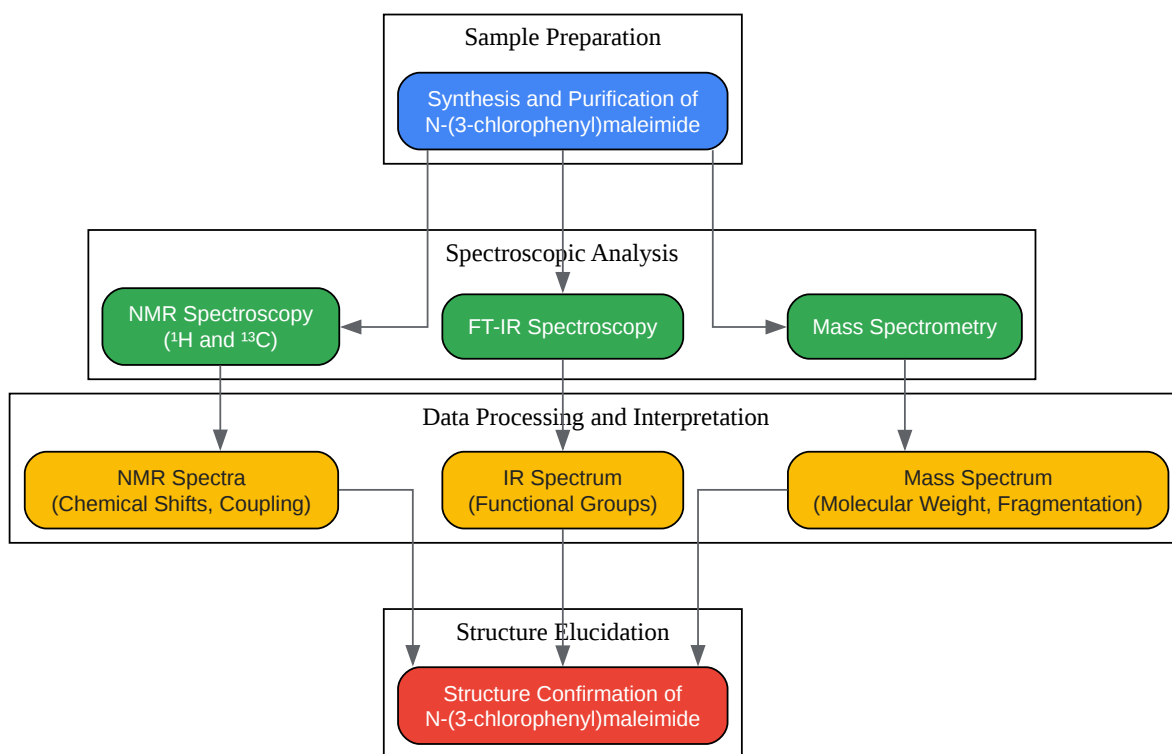 Sample Preparation
Synthesis and Purification of
N-(3-chlorophenyl)maleimide
Spectroscopic Analysis
NMR Spectroscopy
(¹H and ¹³C)
FT-IR Spectroscopy
Mass Spectrometry
Data Processing and Interpretation
NMR Spectra
(Chemical Shifts, Coupling)
IR Spectrum
(Functional Groups)
Mass Spectrum
(Molecular Weight, Fragmentation)
Structure Elucidation
Structure Confirmation of
N-(3-chlorophenyl)maleimide